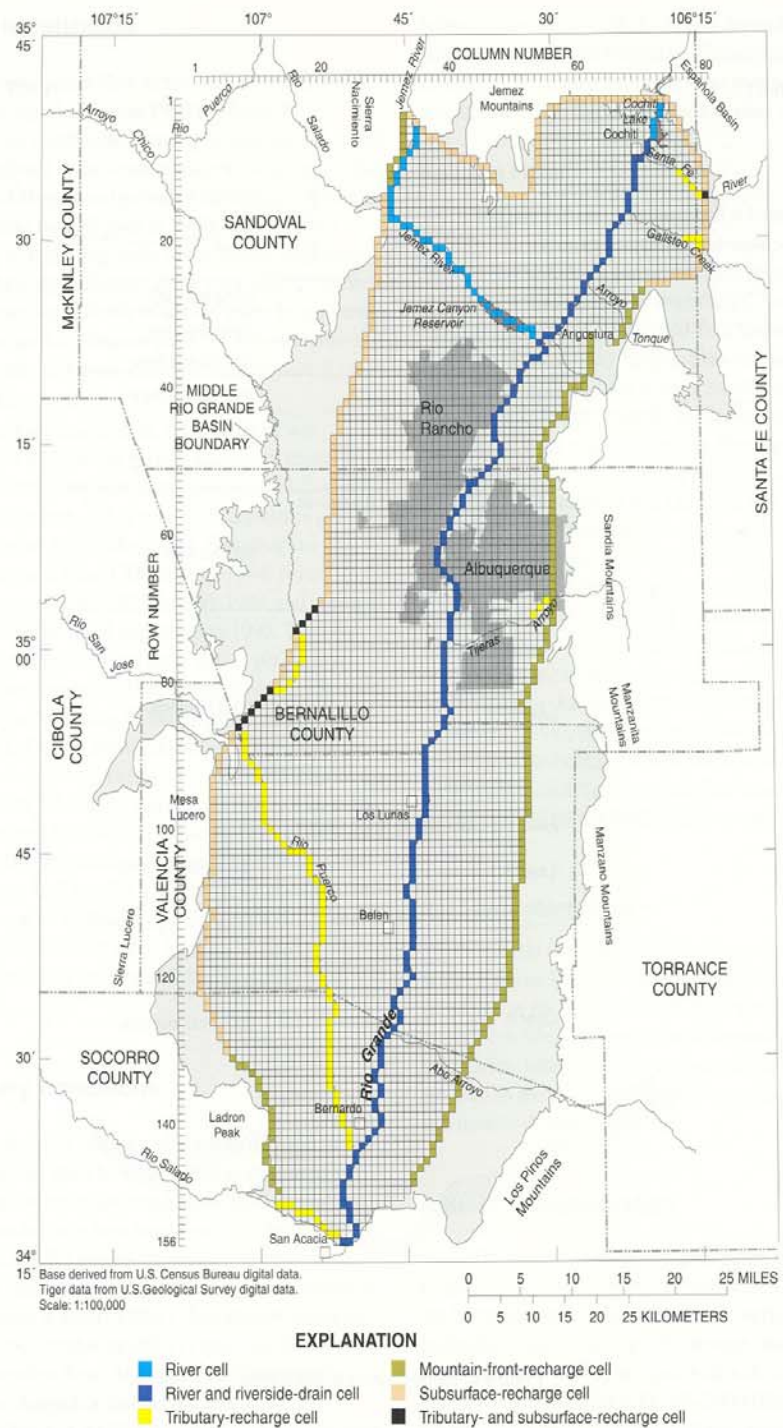 107°15´
107°
45´
30´
106°15´
35°
45´
COLUMN NUMBER
1
20
40
60
80
Jemez River
Española Basin
Rio
Salado
Sierra
Nacimiento
Jemez
Mountains
Cochiti
Lake
Cochiti
Rio Puerco
Arroyo Chico
1
Santa Fe River
McKINLEY COUNTY
SANDOVAL
COUNTY
30´
20
Jemez River
Galisteo Creek
Jemez Canyon
Reservoir
Arroyo
Tonque
Angostura
SANTA FE COUNTY
MIDDLE
RIO GRANDE
BASIN
BOUNDARY
40
Rio
Rancho
15´
60
ROW NUMBER
Albuquerque
Sandia Mountains
Rio San Jose
35°
00´
Tijeras Arroyo
80
CIBOLA
COUNTY
BERNALILLO
COUNTY
Manzanita
Mountains
Mesa
Lucero
Los Lunas
100
Rio Puerco
45´
VALENCIA
COUNTY
Manzano Mountains
Belen
Sierra Lucero
120
TORRANCE
COUNTY
Rio Grande
30´
SOCORRO
COUNTY
Abo Arroyo
Ladron
Peak
140
Bernardo
Rio Salado
Los Pinos
Mountains
San Acacia
156
34°
15´
Base derived from U.S. Census Bureau digital data.
Tiger data from U.S.Geological Survey digital data.
Scale: 1:100,000
0 5 10 15 20 25 MILES
0 5 10 15 20 25 KILOMETERS
EXPLANATION
River cell
River and riverside-drain cell
Tributary-recharge cell
Mountain-front-recharge cell
Subsurface-recharge cell
Tributary- and subsurface-recharge cell